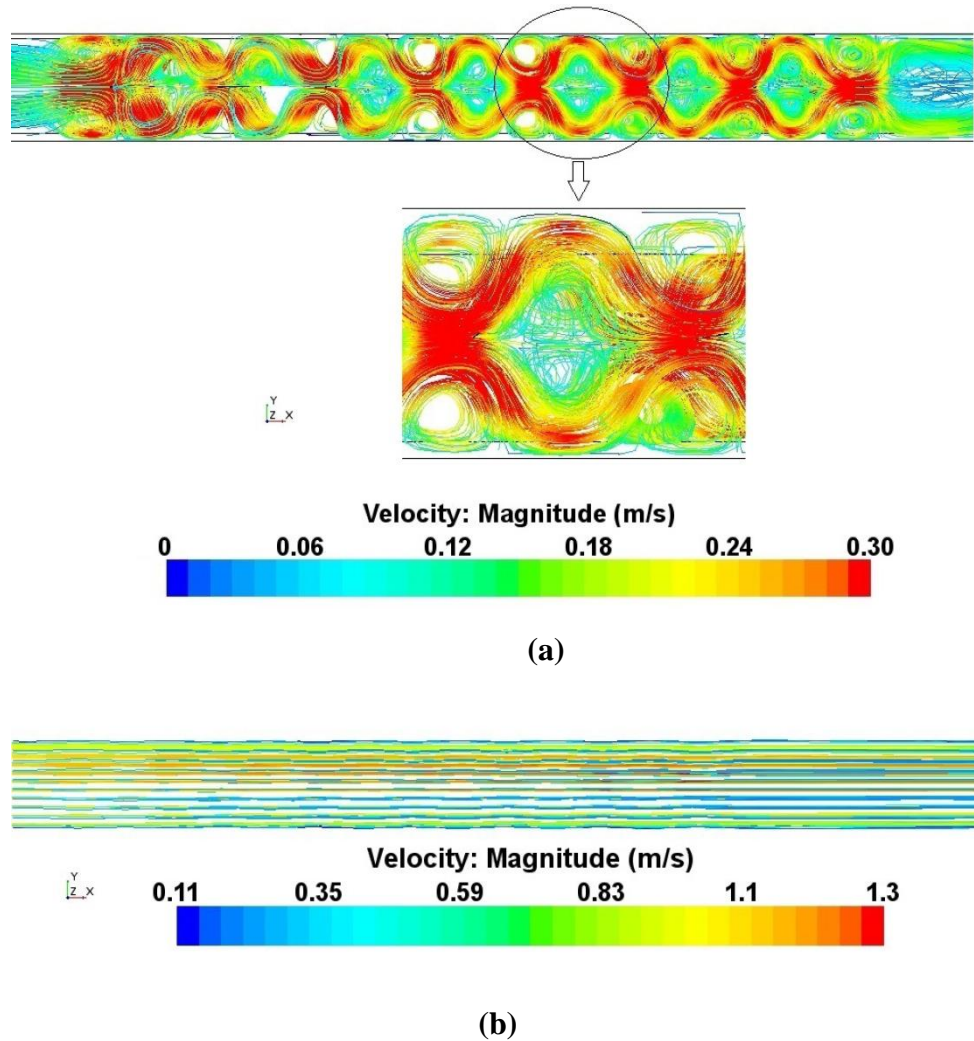 Y
Z X
Velocity: Magnitude (m/s)
0 0.06 0.12 0.18 0.24 0.30
(a)
Y
Z X
Velocity: Magnitude (m/s)
0.11 0.35 0.59 0.83 1.1 1.3
(b)